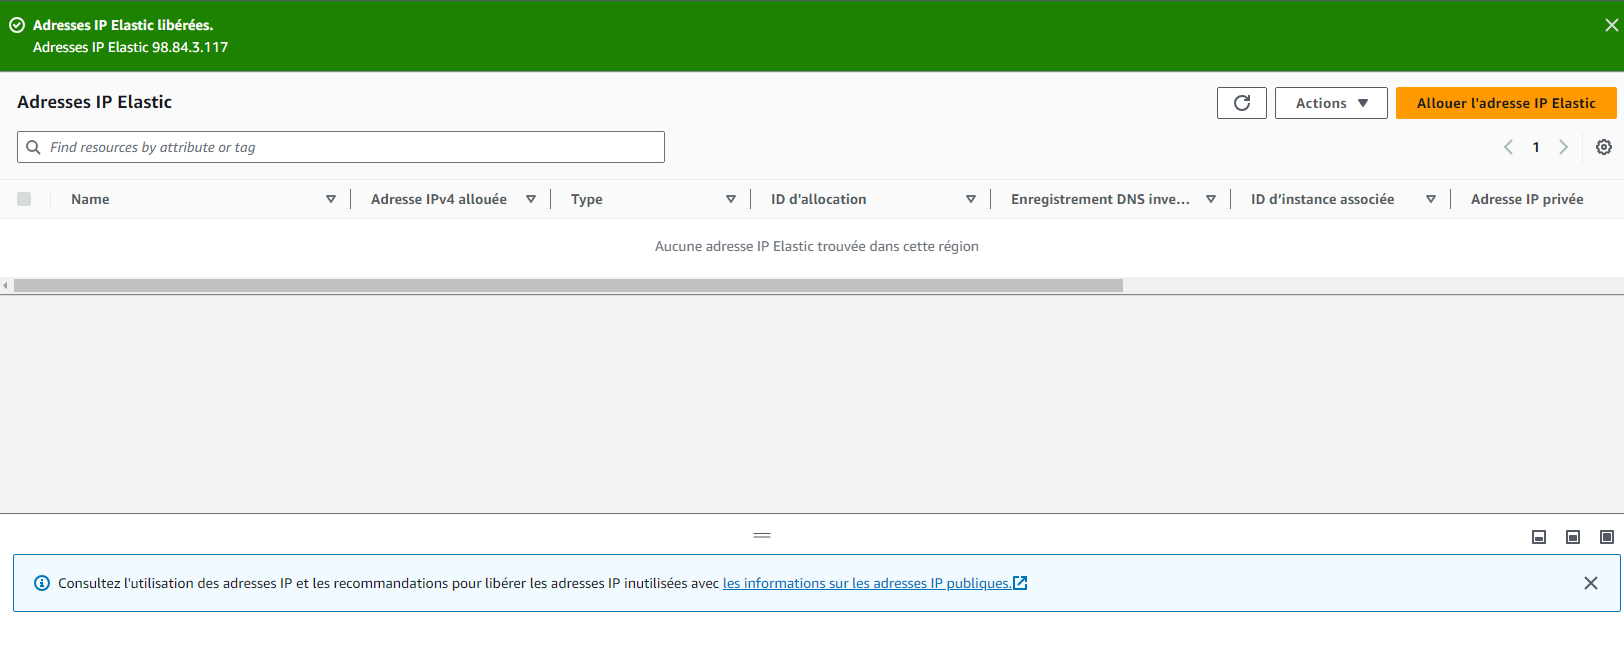 Adresses IP Elastic libérées.
Adresses IP Elastic 98.84.3.117
Adresses IP Elastic
Actions
Allouer l'adresse IP Elastic
Find resources by attribute or tag
1
Name
Adresse IPv4 allouée
Type
ID d'allocation
Enregistrement DNS inve...
ID d’instance associée
Adresse IP privée
Aucune adresse IP Elastic trouvée dans cette région
Consultez l'utilisation des adresses IP et les recommandations pour libérer les adresses IP inutilisées avec les informations sur les adresses IP publiques.